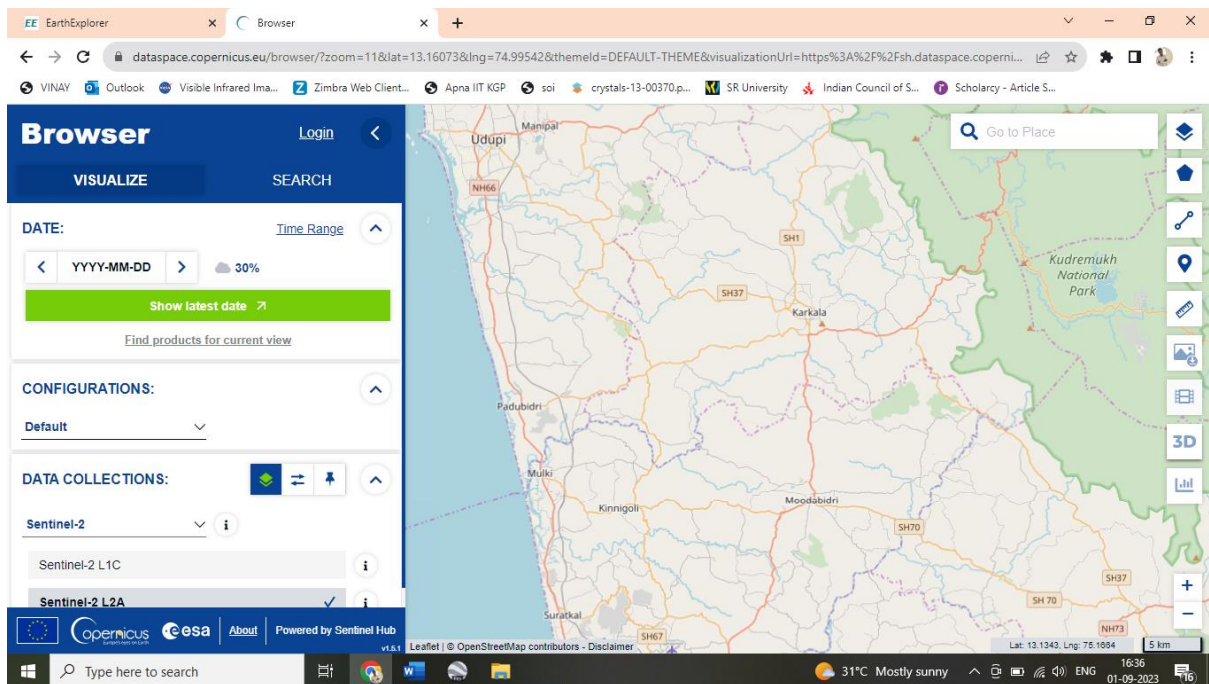 EE EarthExplorer
Browser
dataspace.copernicus.eu/browser/?zoom=11&lat=13.16073&lng=74.99542&themeId=DEFAULT-THEME&visualizationUrl=https%3A%2F%2Fsh.dataspace.coperni...
VINAY Outlook Visible Infrared Ima... Zimbra Web Client... Apna IIT KGP soi crystals-13-00370.p... SR University Indian Council of S... Scholarcy - Article S...
Browser Login
VISUALIZE SEARCH
DATE: Time Range
YYYY-MM-DD 30%
Show latest date
Find products for current view
CONFIGURATIONS:
Default
DATA COLLECTIONS:
Sentinel-2
Sentinel-2 L1C
Sentinel-2 L2A
Copernicus esa About Powered by Sentinel Hub
v1.5.1
Go to Place
Manipal
Udupi
NH66
SH1
Kudremukh
National
Park
SH37
Karkala
Padubidri
Mulki
Kinnigoli
Moodabidri
SH70
SH37
SH 70
Suratkal
NH73
SH67
3D
Leaflet | © OpenStreetMap contributors - Disclaimer
Lat: 13.1343, Lng: 75.1664 5 km
Type here to search
31°C Mostly sunny ENG
16:36
01-09-2023
16